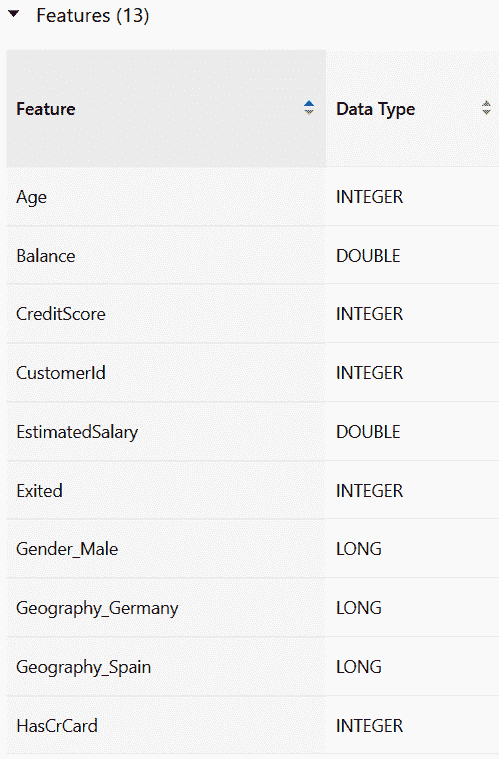 Features (13)
Feature Data Type
Age INTEGER
Balance DOUBLE
CreditScore INTEGER
CustomerId INTEGER
EstimatedSalary DOUBLE
Exited INTEGER
Gender_Male LONG
Geography_Germany LONG
Geography_Spain LONG
HasCrCard INTEGER